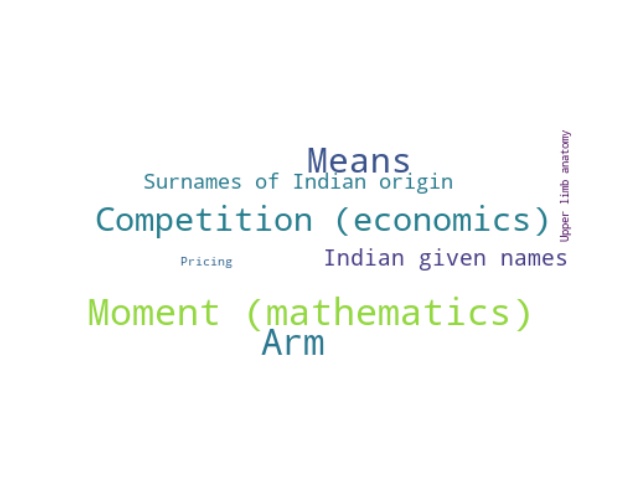 Means
Surnames of Indian origin
Upper limb anatomy
Competition (economics)
Pricing
Indian given names
Moment (mathematics)
Arm